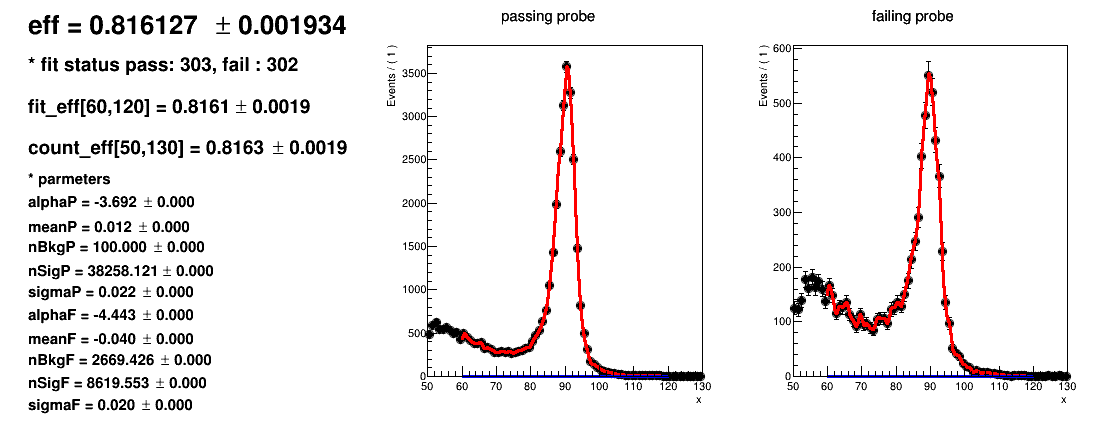 eff = 0.816127 ± 0.001934
* fit status pass: 303, fail : 302
fit_eff[60,120] = 0.8161 ± 0.0019
count_eff[50,130] = 0.8163 ± 0.0019
* parmeters
alphaP = -3.692 ± 0.000
meanP = 0.012 ± 0.000
nBkgP = 100.000 ± 0.000
nSigP = 38258.121 ± 0.000
sigmaP = 0.022 ± 0.000
alphaF = -4.443 ± 0.000
meanF = -0.040 ± 0.000
nBkgF = 2669.426 ± 0.000
nSigF = 8619.553 ± 0.000
sigmaF = 0.020 ± 0.000
passing probe
Events / ( 1 )
3500
3000
2500
2000
1500
1000
500
0
50 60 70 80 90 100 110 120 130
x
failing probe
Events / ( 1 )
600
500
400
300
200
100
0
50 60 70 80 90 100 110 120 130
x